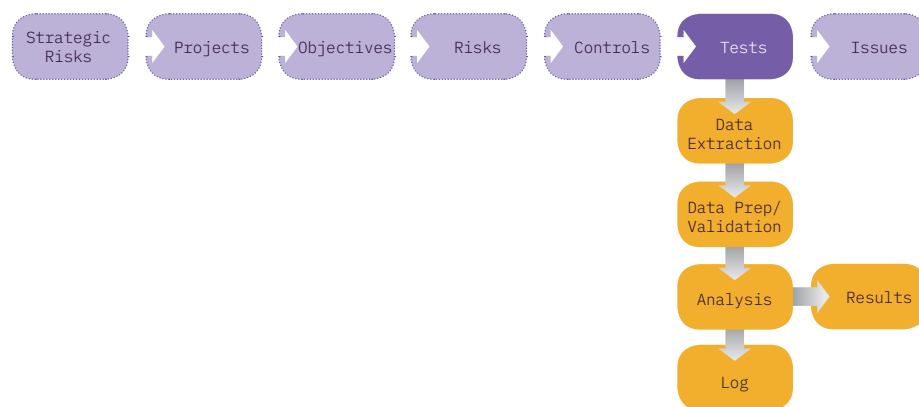 Strategic
Risks
Projects
Objectives
Risks
Controls
Tests
Issues
Data
Extraction
Data Prep/
Validation
Analysis
Results
Log